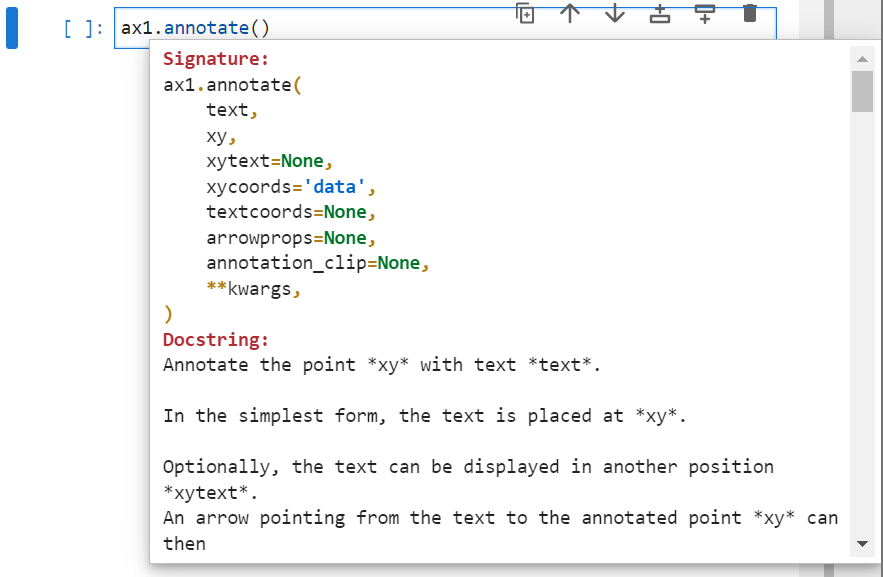 [ ]: ax1.annotate()
Signature:
ax1.annotate(
    text,
    xy,
    xytext=None,
    xycoords='data',
    textcoords=None,
    arrowprops=None,
    annotation_clip=None,
    **kwargs,
)
Docstring:
Annotate the point *xy* with text *text*.

In the simplest form, the text is placed at *xy*.

Optionally, the text can be displayed in another position
*xytext*.
An arrow pointing from the text to the annotated point *xy* can
then